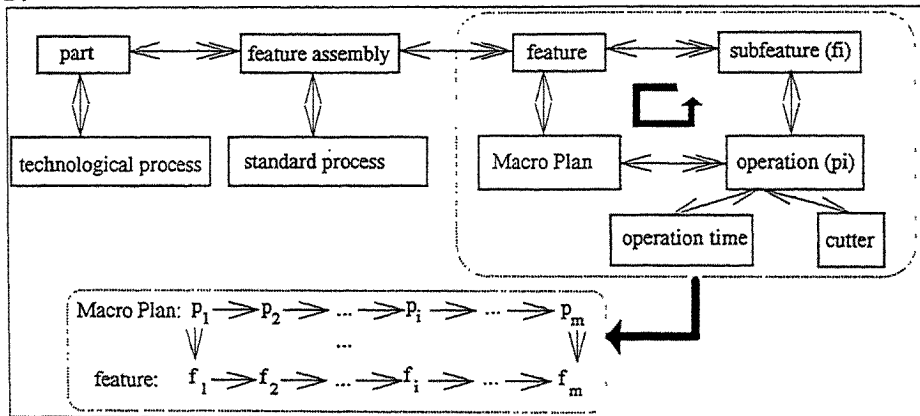 part feature assembly feature subfeature (fi)
technological process standard process Macro Plan operation (pi)
operation time cutter
Macro Plan: p1 p2 ... pi ... pm
...
feature: f1 f2 ... fi ... fm